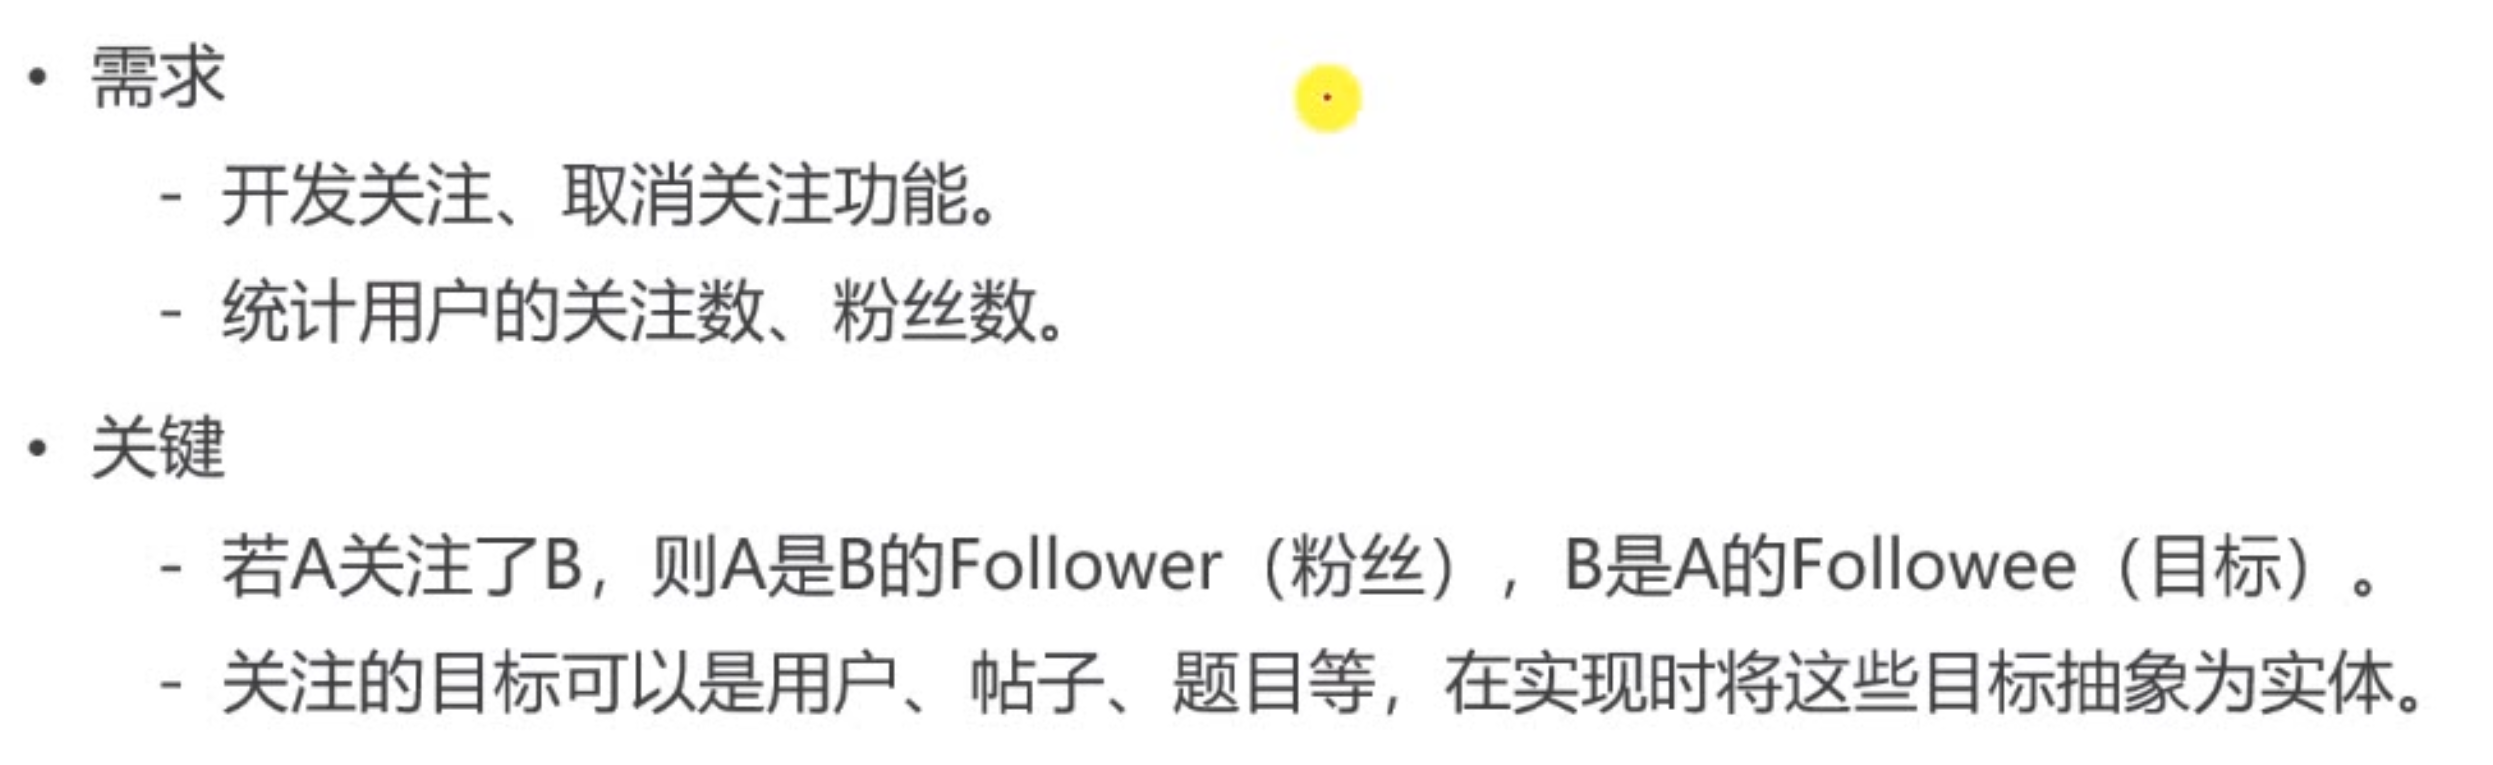 • 需求
- 开发关注、取消关注功能。
- 统计用户的关注数、粉丝数。
• 关键
- 若A关注了B，则A是B的Follower（粉丝），B是A的Followee（目标）。
- 关注的目标可以是用户、帖子、题目等，在实现时将这些目标抽象为实体。